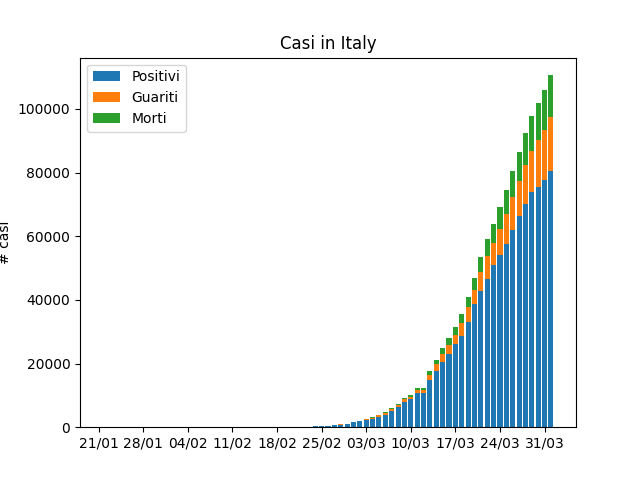 Casi in Italy
Positivi
Guariti
Morti
100000
80000
60000
40000
20000
0
# casi
21/01 28/01 04/02 11/02 18/02 25/02 03/03 10/03 17/03 24/03 31/03